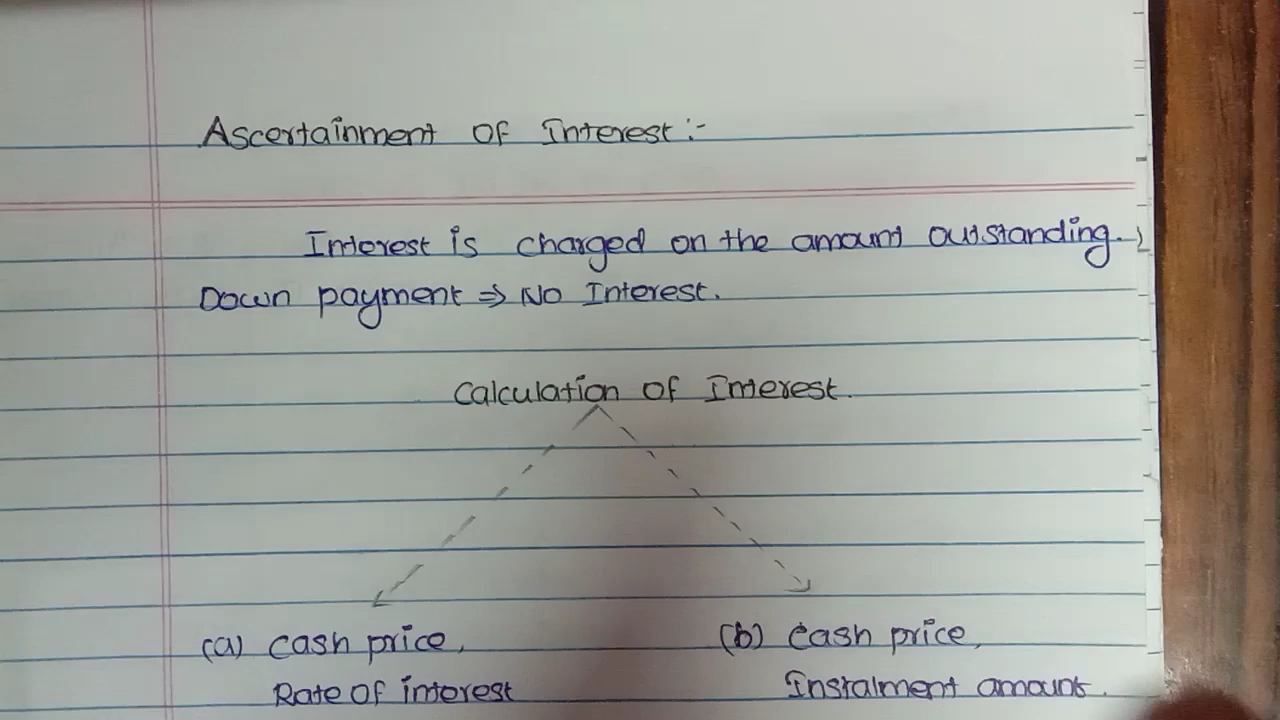 Ascertainment OF Interest:-
Interest is charged on the amount outstanding.
Down payment ⇒ No Interest.
Calculation of Interest.
(a) cash price, (b) cash price,
Rate Of interest Instalment amount.